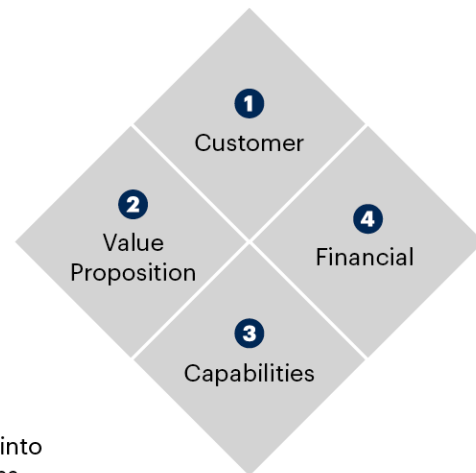 1
Customer
2
Value
Proposition
4
Financial
3
Capabilities
into